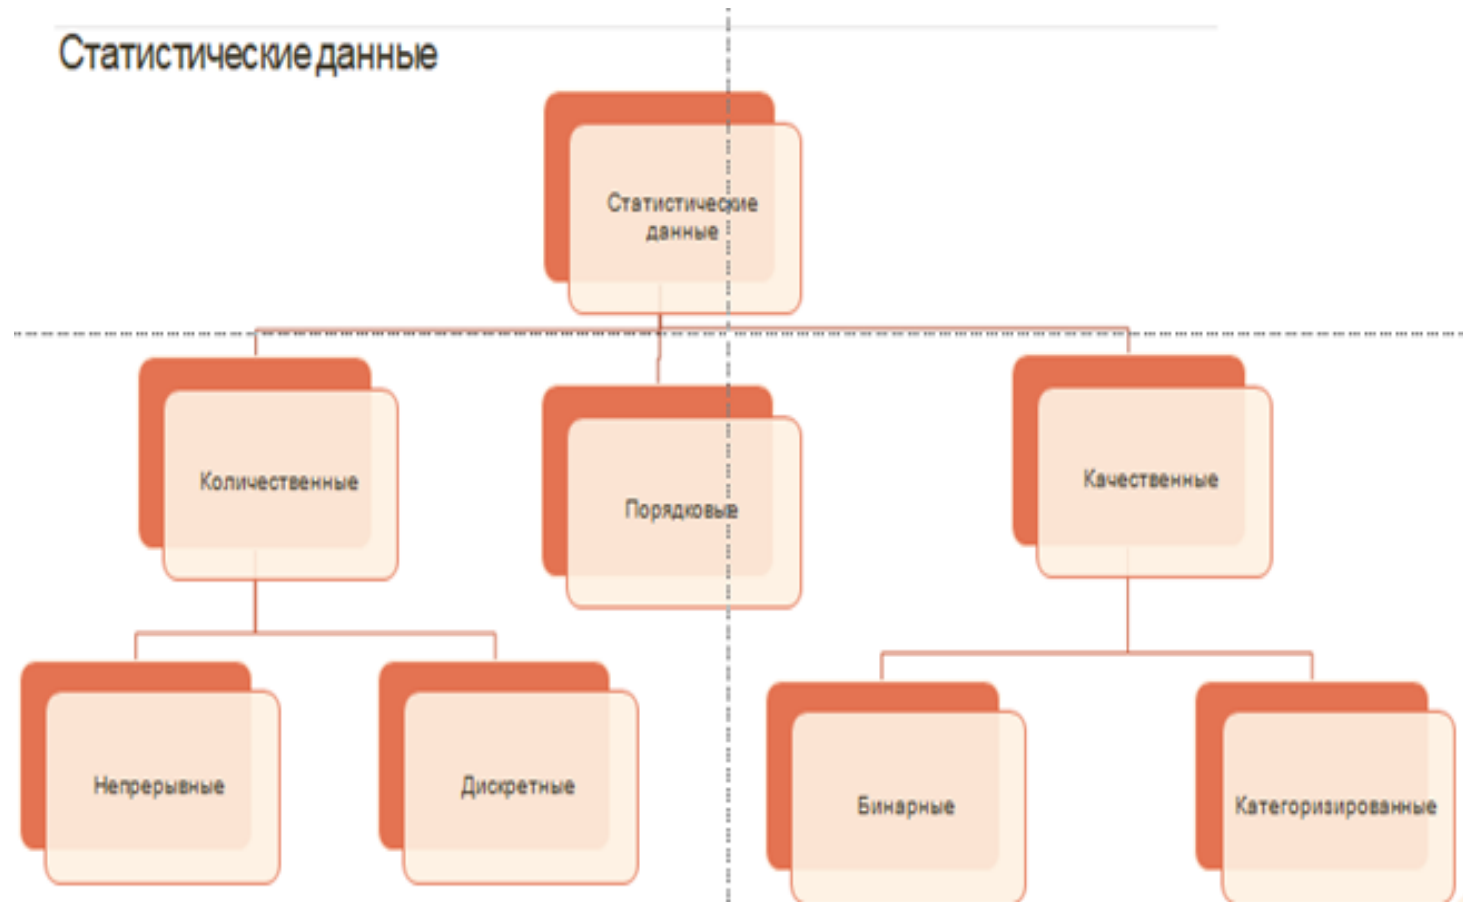 Статистические данные
Статистические
данные
Количественные
Порядковые
Качественные
Непрерывные
Дискретные
Бинарные
Категоризированные